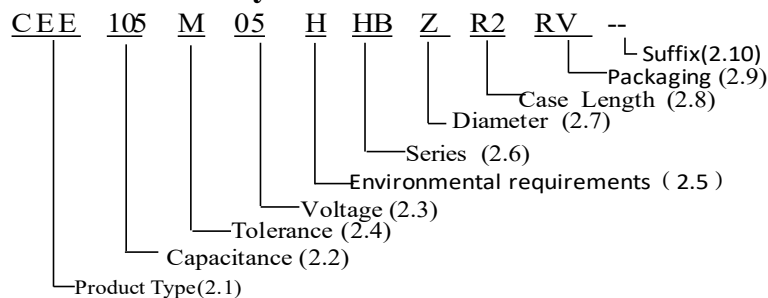 CEE 105 M 05 H HB Z R2 RV --
Suffix(2.10)
Packaging (2.9)
Case Length (2.8)
Diameter (2.7)
Series (2.6)
Environmental requirements ( 2.5 )
Voltage (2.3)
Tolerance (2.4)
Capacitance (2.2)
Product Type(2.1)